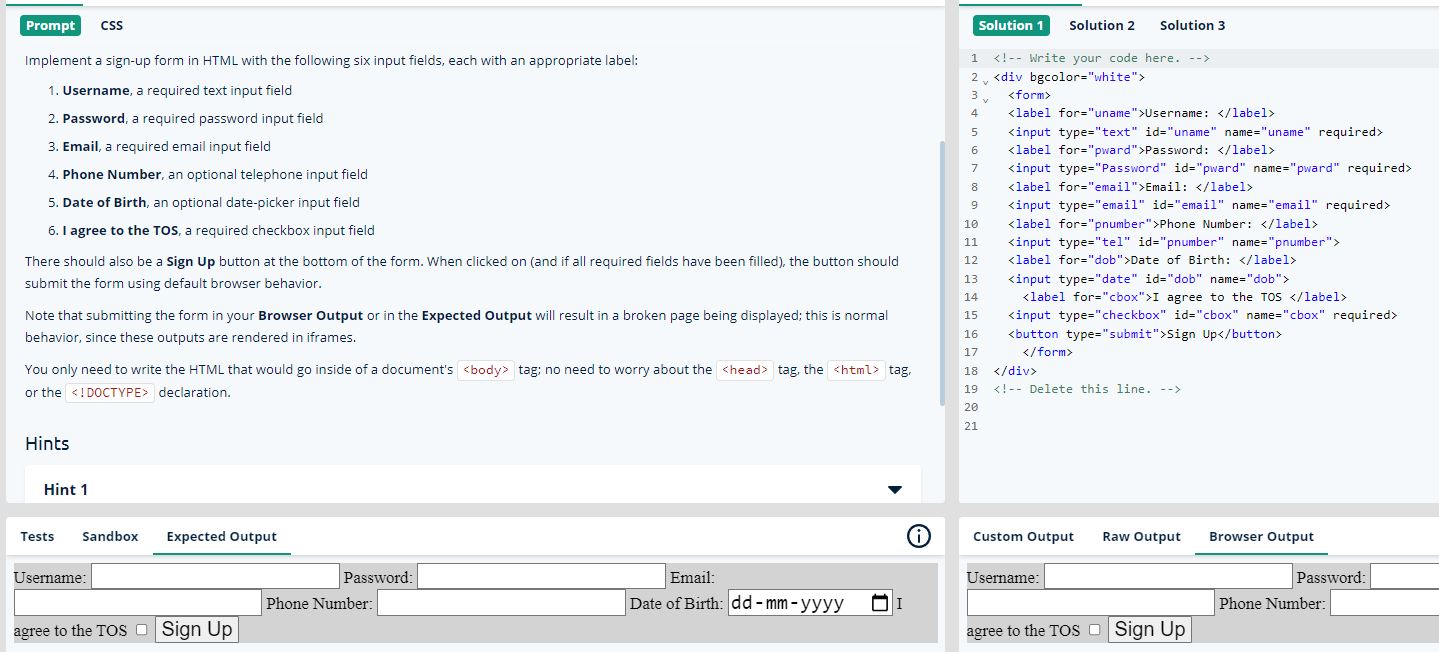 Prompt CSS
Implement a sign-up form in HTML with the following six input fields, each with an appropriate label:
1. Username, a required text input field
2. Password, a required password input field
3. Email, a required email input field
4. Phone Number, an optional telephone input field
5. Date of Birth, an optional date-picker input field
6. I agree to the TOS, a required checkbox input field
There should also be a Sign Up button at the bottom of the form. When clicked on (and if all required fields have been filled), the button should
submit the form using default browser behavior.
Note that submitting the form in your Browser Output or in the Expected Output will result in a broken page being displayed; this is normal
behavior, since these outputs are rendered in iframes.
You only need to write the HTML that would go inside of a document's <body> tag; no need to worry about the <head> tag, the <html> tag,
or the <!DOCTYPE> declaration.
Hints
Hint 1
Solution 1 Solution 2 Solution 3
1 <!-- Write your code here. -->
2 <div bgcolor="white">
3 <form>
4 <label for="uname">Username: </label>
5 <input type="text" id="uname" name="uname" required>
6 <label for="pward">Password: </label>
7 <input type="Password" id="pward" name="pward" required>
8 <label for="email">Email: </label>
9 <input type="email" id="email" name="email" required>
10 <label for="pnumber">Phone Number: </label>
11 <input type="tel" id="pnumber" name="pnumber">
12 <label for="dob">Date of Birth: </label>
13 <input type="date" id="dob" name="dob">
14 <label for="cbox">I agree to the TOS </label>
15 <input type="checkbox" id="cbox" name="cbox" required>
16 <button type="submit">Sign Up</button>
17 </form>
18 </div>
19 <!-- Delete this line. -->
20
21
Tests Sandbox Expected Output
Username: Password: Email:
Phone Number: Date of Birth: dd-mm-yyyy I
agree to the TOS Sign Up
Custom Output Raw Output Browser Output
Username: Password:
Phone Number:
agree to the TOS Sign Up